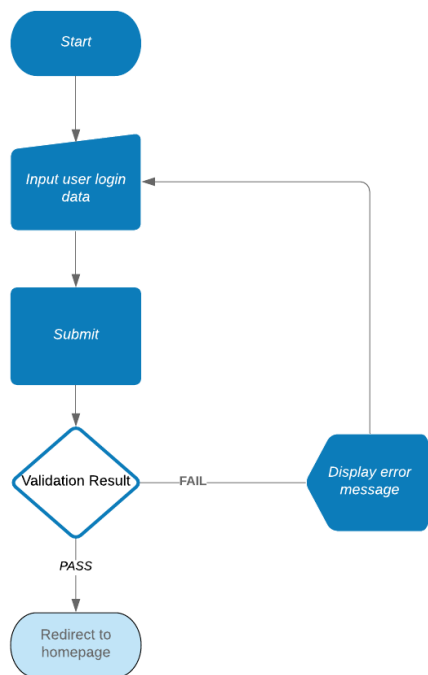 Start
Input user login
data
Submit
Validation Result
FAIL
Display error
message
PASS
Redirect to
homepage